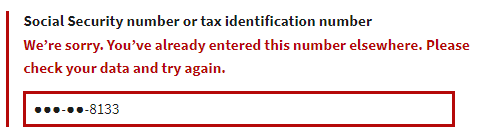 Social Security number or tax identification number
We’re sorry. You’ve already entered this number elsewhere. Please
check your data and try again.
●●●-●●-8133